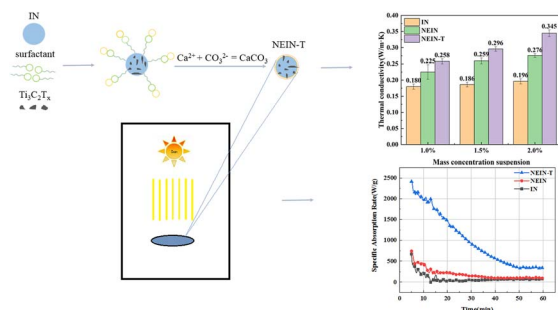 IN
surfactant
Ti₃C₂Tₓ
Ca²⁺ + CO₃²⁻ = CaCO₃
NEIN-T
Sun
Thermal conductivity(W/m·K)
0.40
0.35
0.30
0.25
0.20
0.15
0.10
0.05
0.00
IN
NEIN
NEIN-T
0.180
0.225
0.258
0.186
0.259
0.296
0.196
0.276
0.345
1.0%
1.5%
2.0%
Mass concentration suspension
Specific Absorption Rate(W/g)
2500
2000
1500
1000
500
0
NEIN-T
NEIN
IN
0
10
20
30
40
50
60
Time(min)